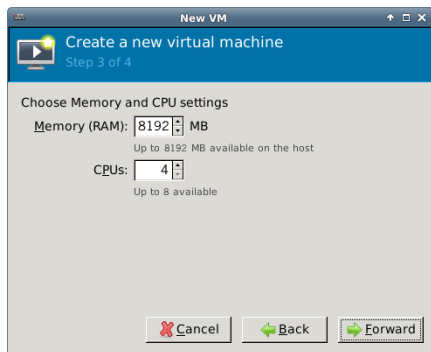 New VM
Create a new virtual machine
Step 3 of 4
Choose Memory and CPU settings
Memory (RAM): 8192 MB
Up to 8192 MB available on the host
CPUs: 4
Up to 8 available
Cancel Back Forward